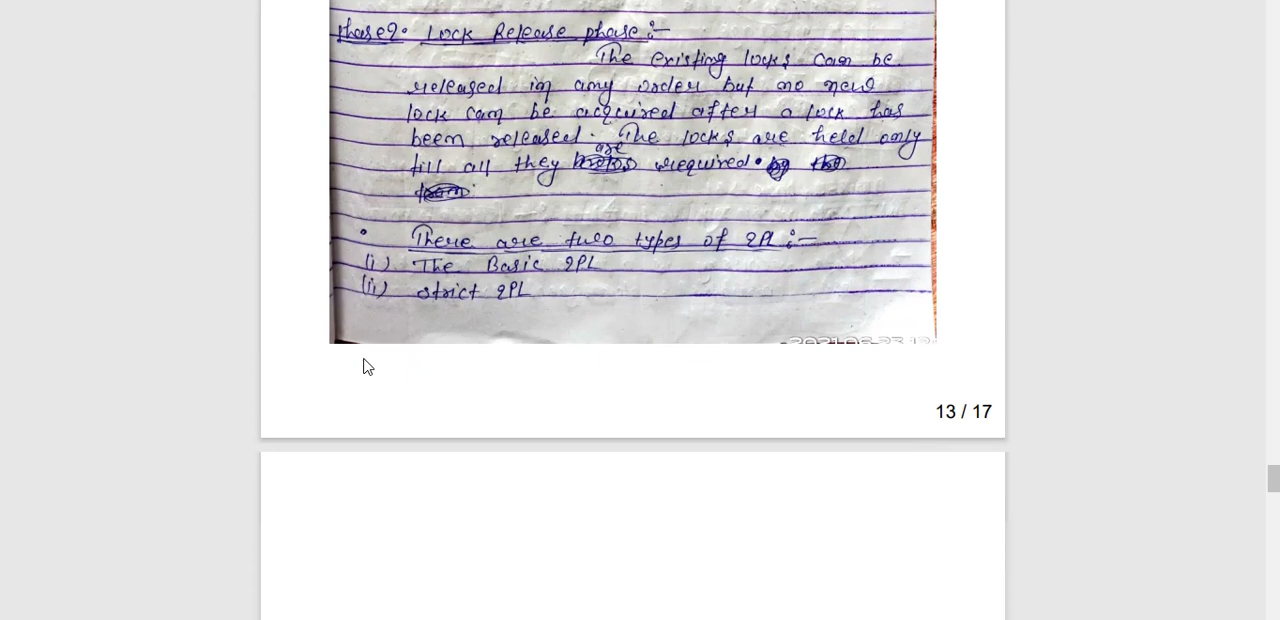 Phase2. Lock Release phase :-
The existing locks can be
released in any order but no new
lock can be acquired after a lock has
been released. The locks are held only
till all they are required.
There are two types of 2PL :-
(i) The Basic 2PL
(ii) strict 2PL
13 / 17